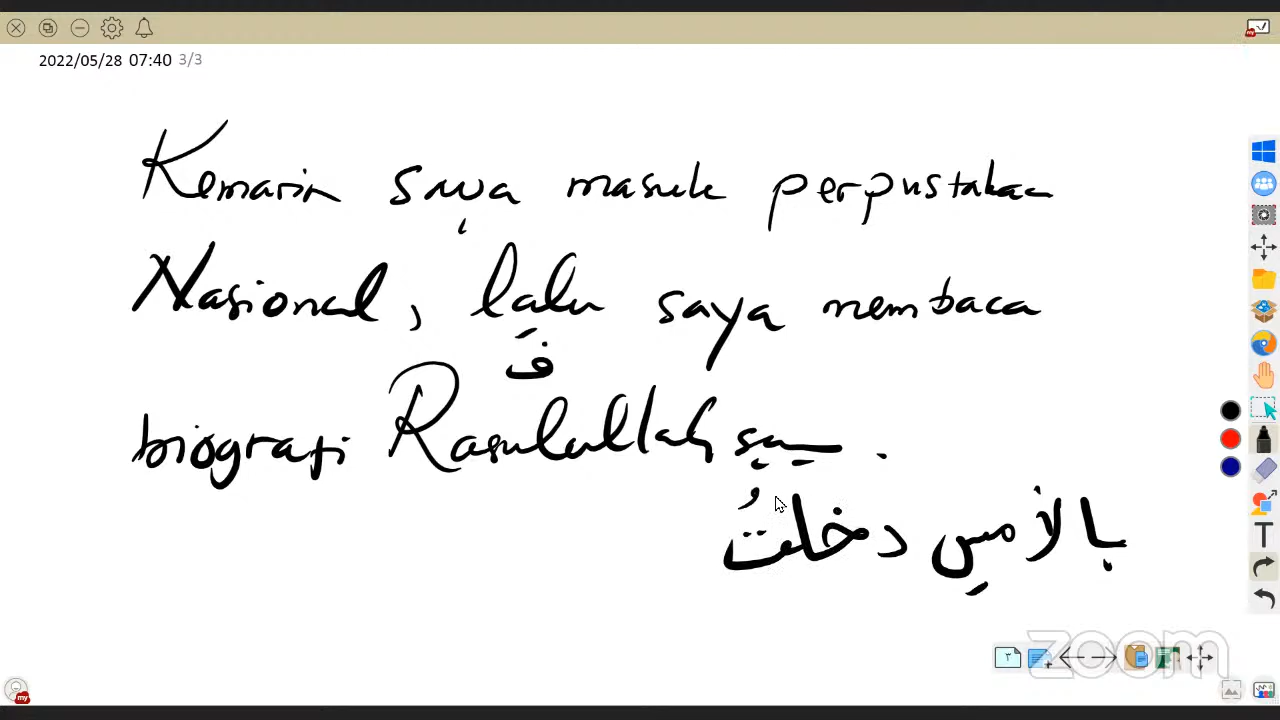 2022/05/28 07:40 3/3
Kemarin saya masuk perpustakaan
Nasional, lalu saya membaca
فَ
biografi Rasulullah .
بالأمسِ دخلتُ
zoom